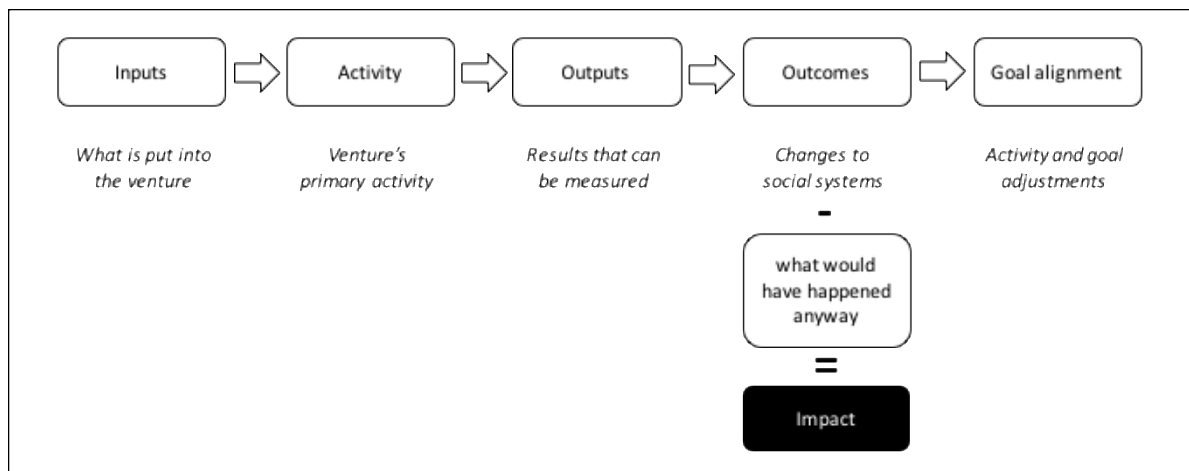 Inputs
Activity
Outputs
Outcomes
Goal alignment
What is put into
the venture
Venture's
primary activity
Results that can
be measured
Changes to
social systems
Activity and goal
adjustments
-
what would
have happened
anyway
=
Impact